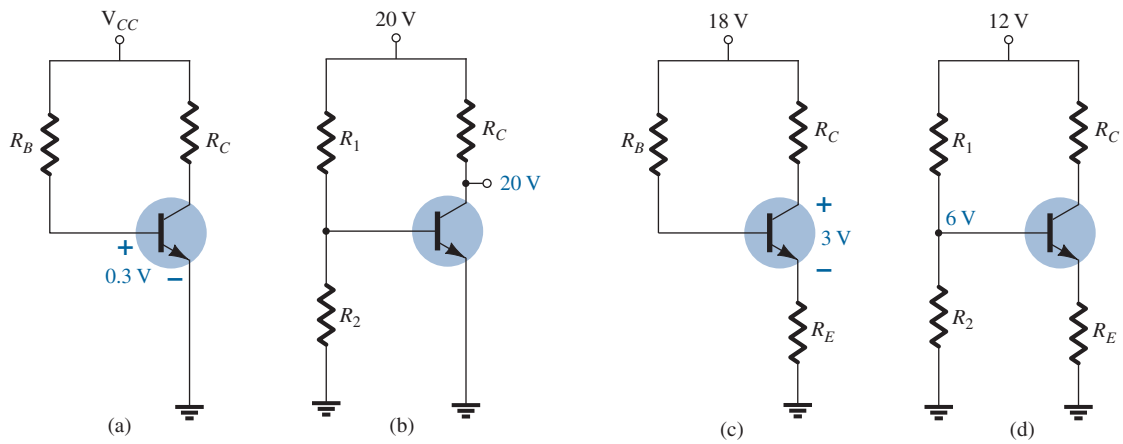 V_CC
R_B
R_C
+
0.3 V
−
(a)
20 V
R_1
R_C
20 V
R_2
(b)
18 V
R_B
R_C
+
3 V
−
R_E
(c)
12 V
R_1
R_C
6 V
R_2
R_E
(d)